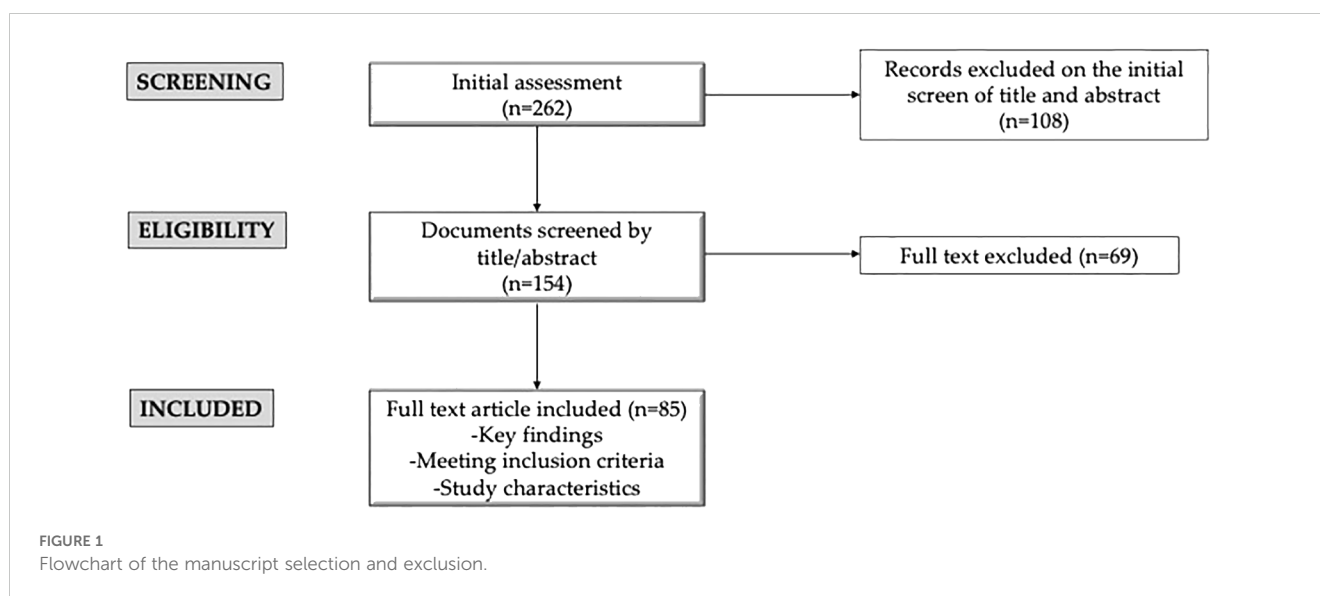 SCREENING
Initial assessment
(n=262)
Records excluded on the initial
screen of title and abstract
(n=108)
ELIGIBILITY
Documents screened by
title/abstract
(n=154)
Full text excluded (n=69)
INCLUDED
Full text article included (n=85)
-Key findings
-Meeting inclusion criteria
-Study characteristics
FIGURE 1
Flowchart of the manuscript selection and exclusion.